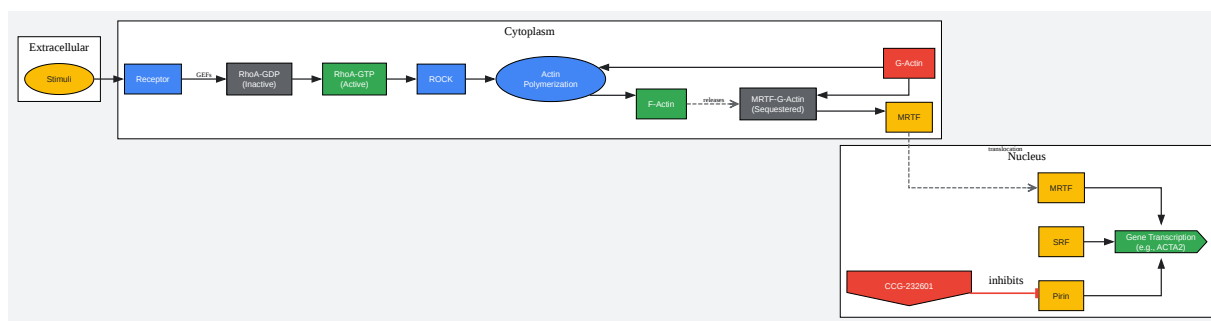 Extracellular
Stimuli
Cytoplasm
Receptor
GEFs
RhoA-GDP
(Inactive)
RhoA-GTP
(Active)
ROCK
Actin
Polymerization
G-Actin
F-Actin
releases
MRTF-G-Actin
(Sequestered)
MRTF
translocation
Nucleus
MRTF
SRF
Gene Transcription
(e.g., ACTA2)
CCG-232601
inhibits
Pirin